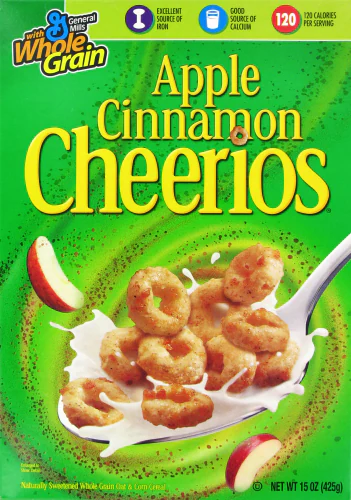 with
General
Mills
Whole
Grain
EXCELLENT
SOURCE OF
IRON
GOOD
SOURCE OF
CALCIUM
120
120 CALORIES
PER SERVING
Apple
Cinnamon
Cheerios
Enlarged to
Show Detail
Naturally Sweetened Whole Grain Oat & Corn Cereal
NET WT 15 OZ (425g)